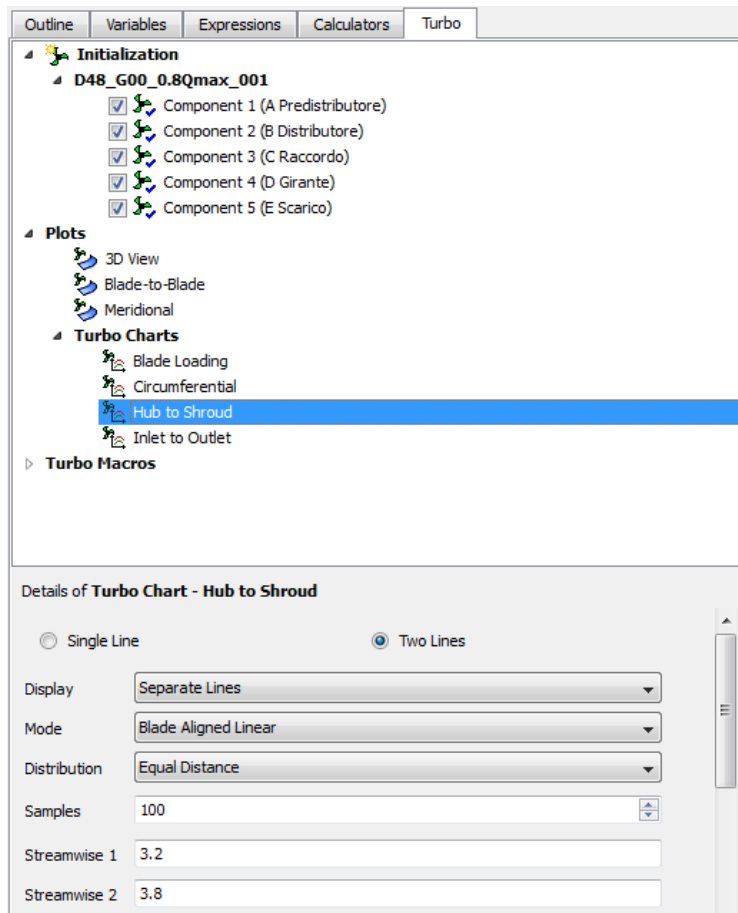 Outline Variables Expressions Calculators Turbo
Initialization
D48_G00_0.8Qmax_001
Component 1 (A Predistributore)
Component 2 (B Distributore)
Component 3 (C Raccordo)
Component 4 (D Girante)
Component 5 (E Scarico)
Plots
3D View
Blade-to-Blade
Meridional
Turbo Charts
Blade Loading
Circumferential
Hub to Shroud
Inlet to Outlet
Turbo Macros
Details of Turbo Chart - Hub to Shroud
Single Line Two Lines
Display Separate Lines
Mode Blade Aligned Linear
Distribution Equal Distance
Samples 100
Streamwise 1 3.2
Streamwise 2 3.8